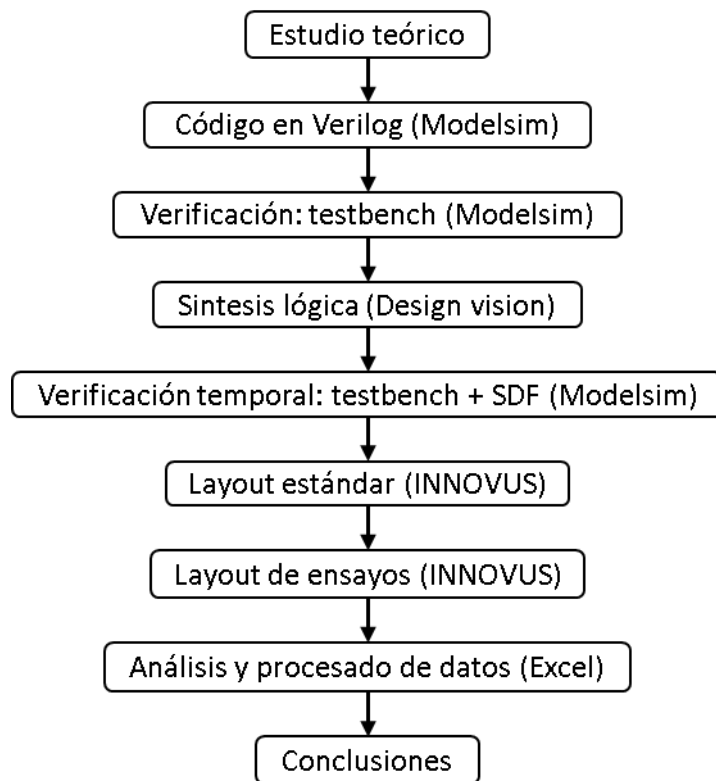 Estudio teórico
Código en Verilog (Modelsim)
Verificación: testbench (Modelsim)
Sintesis lógica (Design vision)
Verificación temporal: testbench + SDF (Modelsim)
Layout estándar (INNOVUS)
Layout de ensayos (INNOVUS)
Análisis y procesado de datos (Excel)
Conclusiones